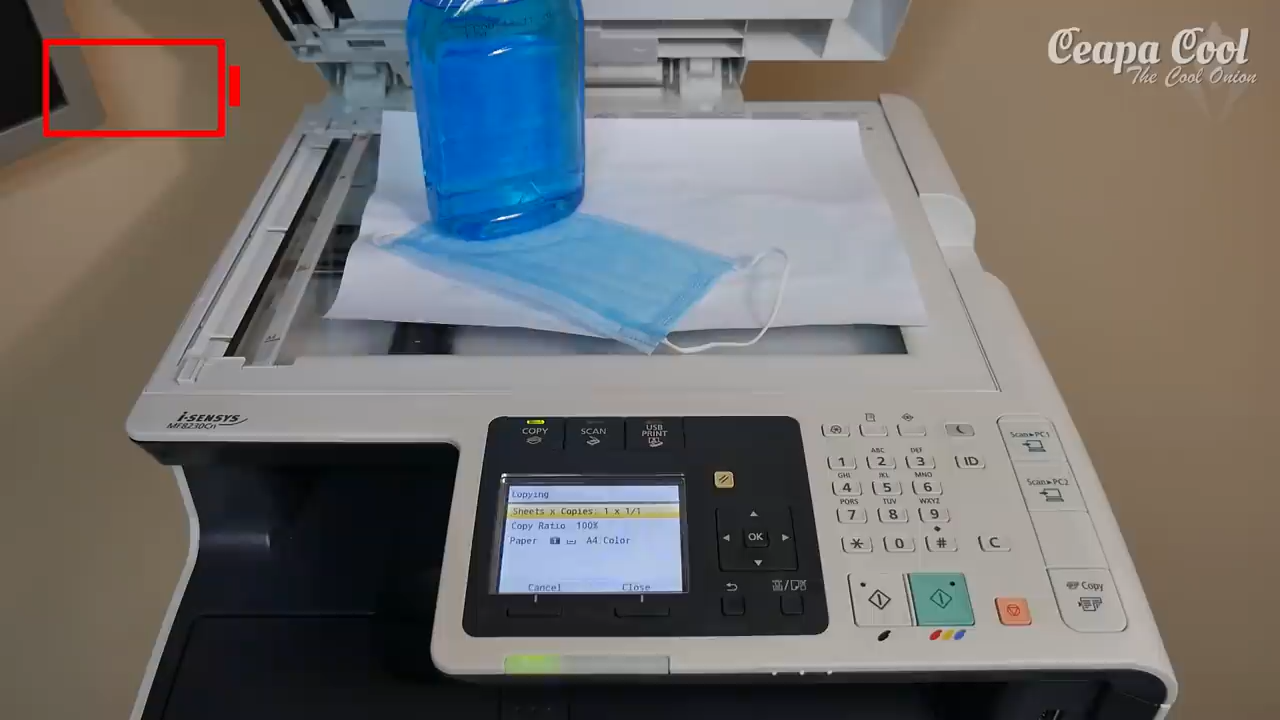 Ceapa Cool
The Cool Onion
i-SENSYS
MF8230Cn
COPY
SCAN
USB
PRINT
Copying
Sheets x Copies: 1 x 1/1
Copy Ratio 100%
Paper 1 A4 Color
Cancel Close
OK
1 ABC 2 DEF 3 ID
GHI 4 JKL 5 MNO 6
PQRS 7 TUV 8 WXYZ 9
* 0 # C
Scan▸PC1
Scan▸PC2
Copy